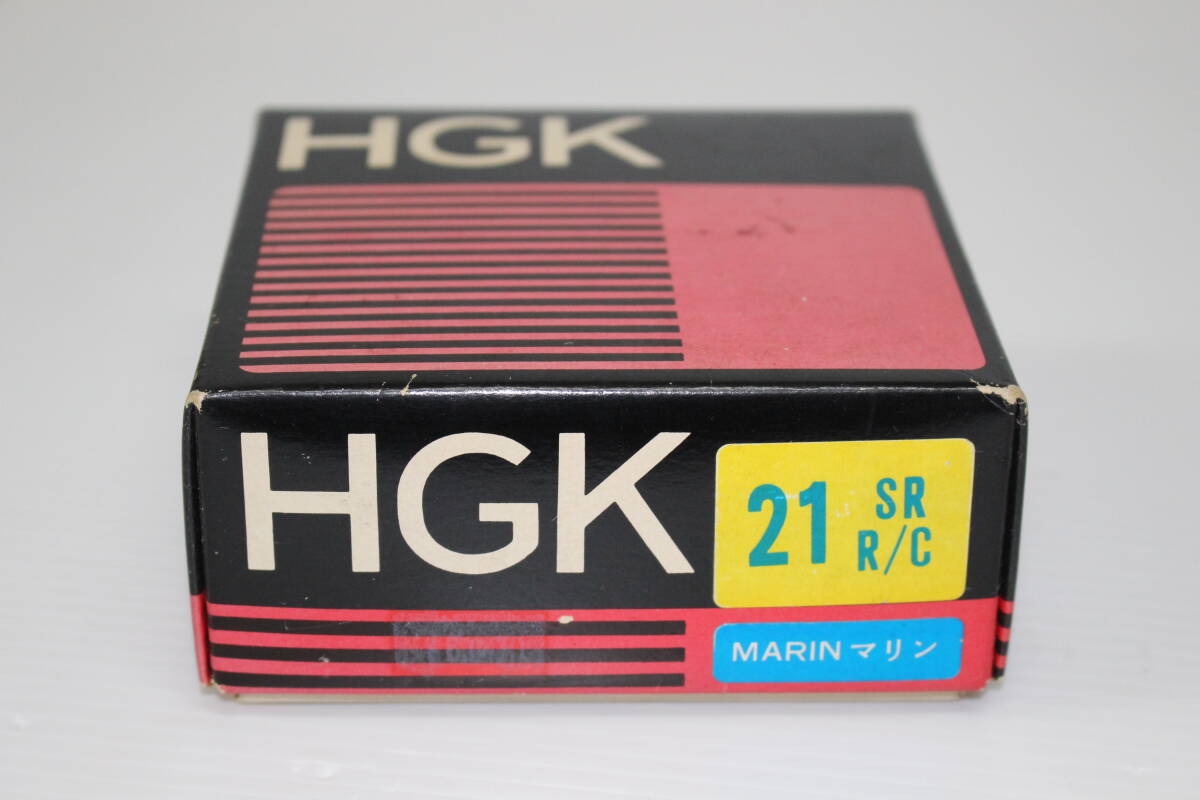 HGK
HGK
21 SR
R/C
MARIN マリン